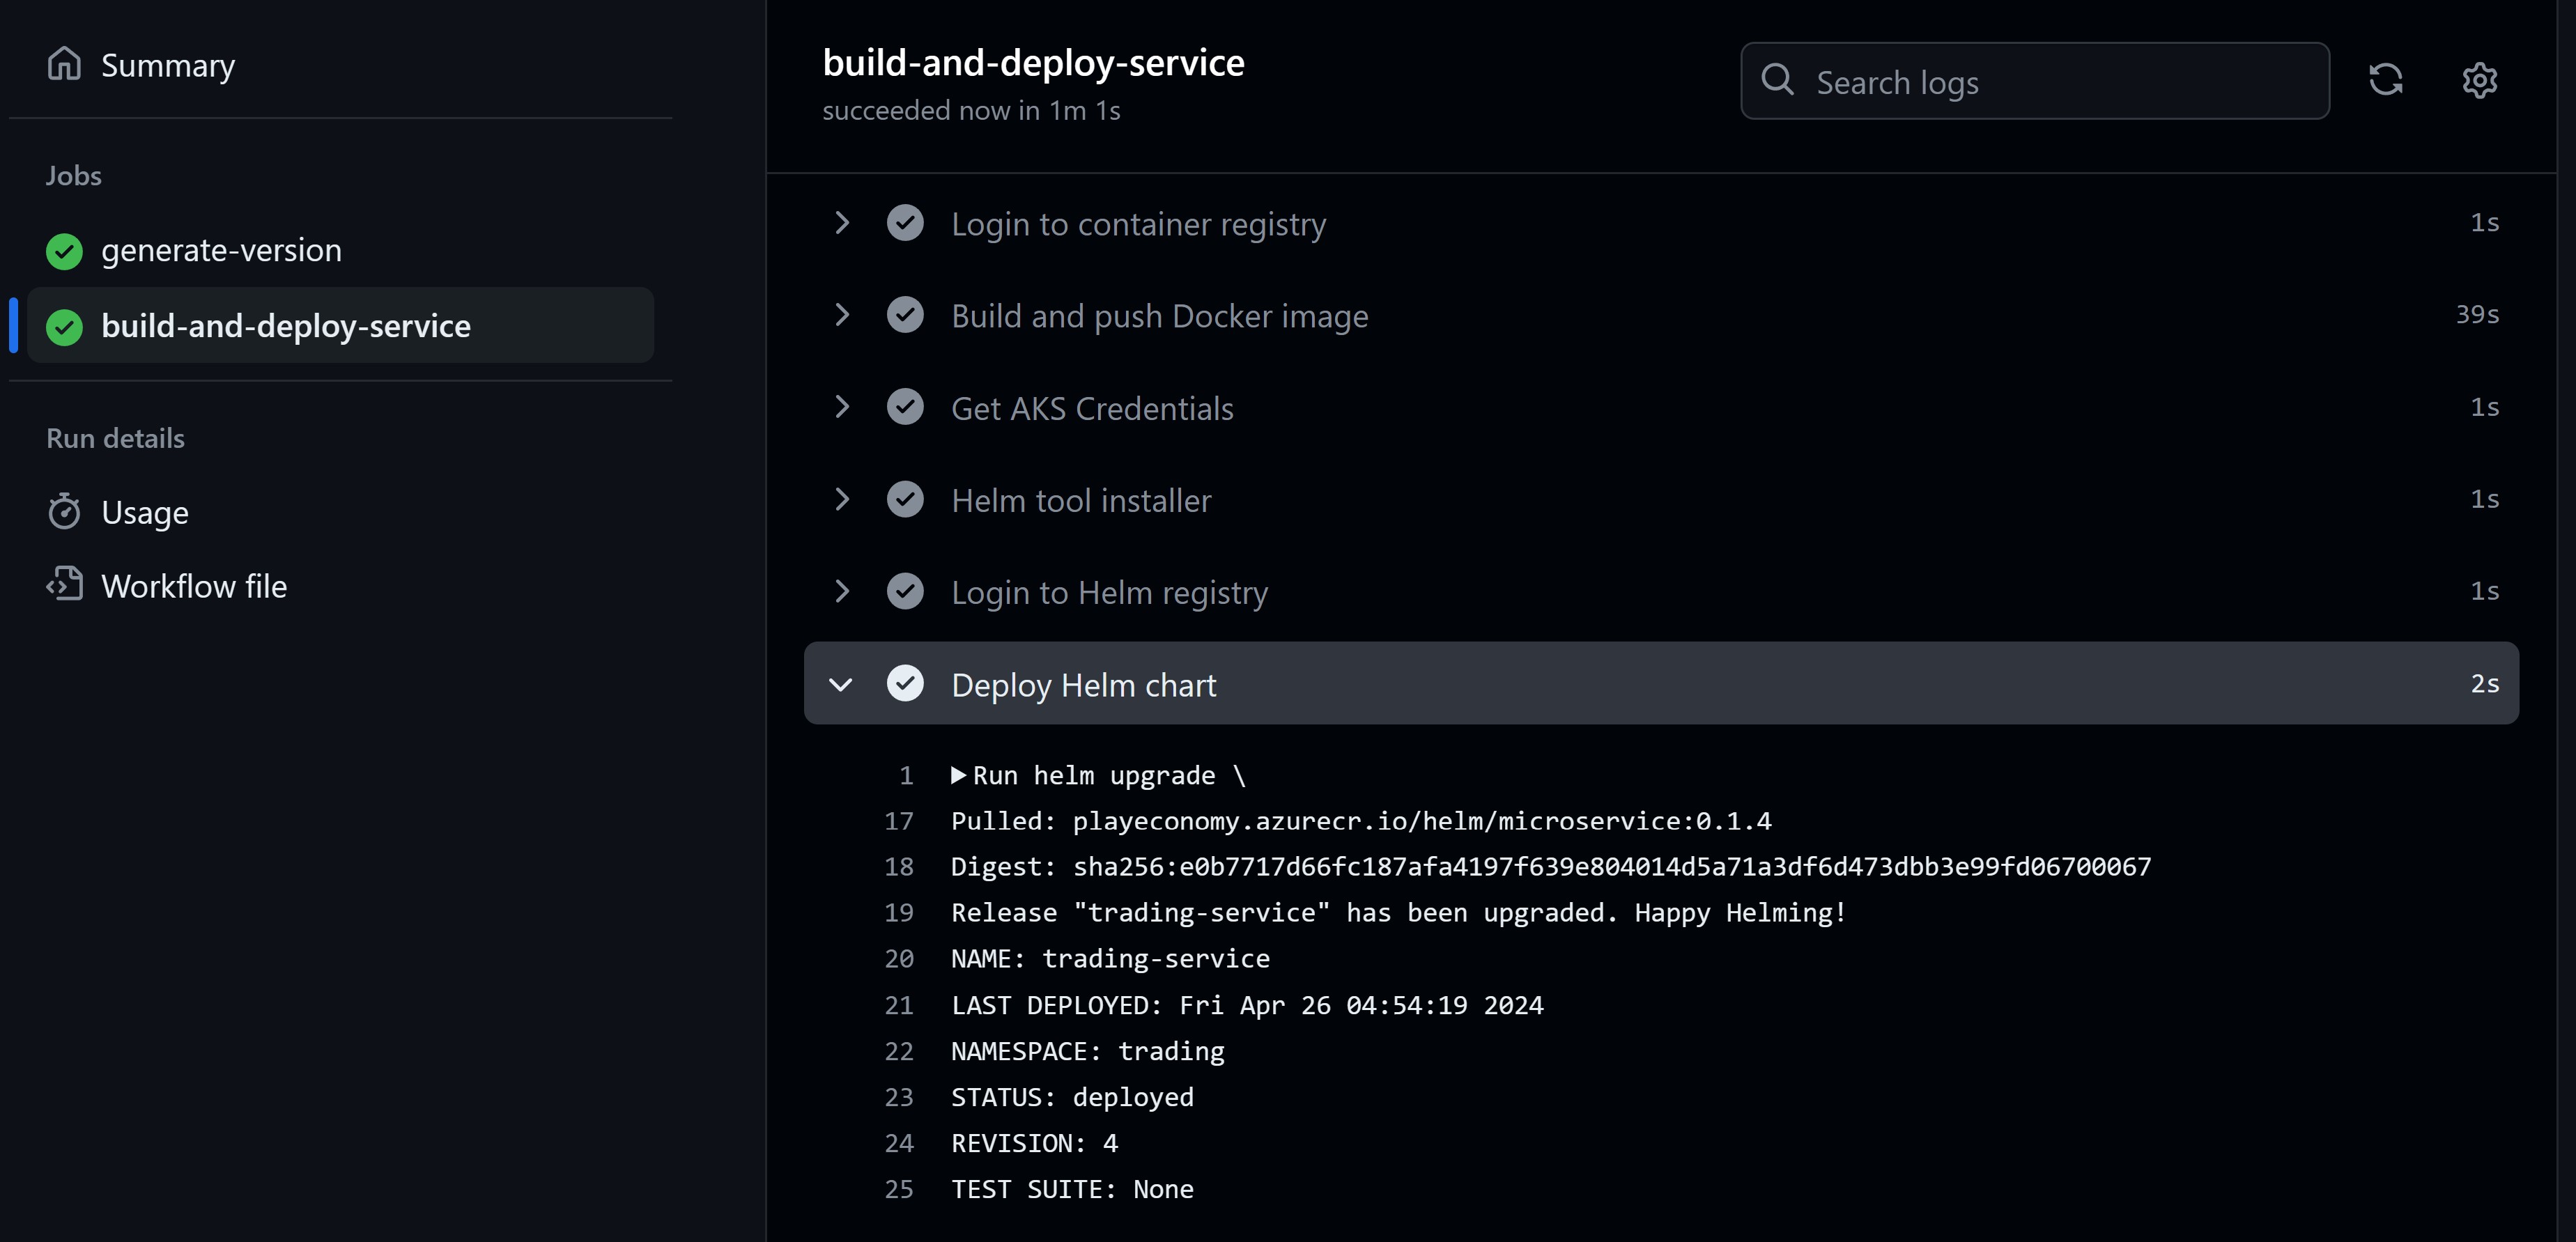 Summary
Jobs
generate-version
build-and-deploy-service
Run details
Usage
Workflow file
build-and-deploy-service
succeeded now in 1m 1s
Search logs
Login to container registry 1s
Build and push Docker image 39s
Get AKS Credentials 1s
Helm tool installer 1s
Login to Helm registry 1s
Deploy Helm chart 2s
1 Run helm upgrade \
17 Pulled: playeconomy.azurecr.io/helm/microservice:0.1.4
18 Digest: sha256:e0b7717d66fc187afa4197f639e804014d5a71a3df6d473dbb3e99fd06700067
19 Release "trading-service" has been upgraded. Happy Helming!
20 NAME: trading-service
21 LAST DEPLOYED: Fri Apr 26 04:54:19 2024
22 NAMESPACE: trading
23 STATUS: deployed
24 REVISION: 4
25 TEST SUITE: None